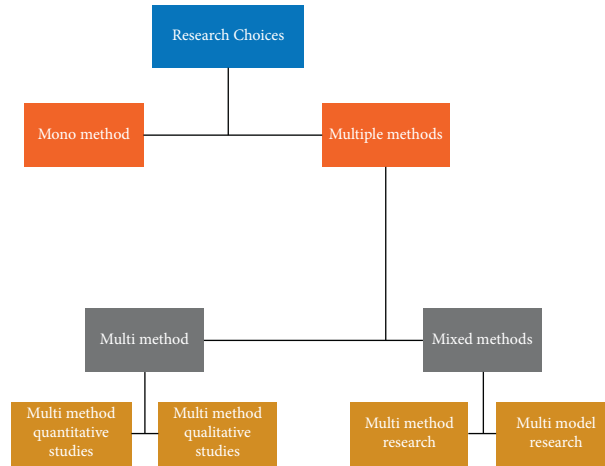 Research Choices
Mono method
Multiple methods
Multi method
Mixed methods
Multi method
quantitative
studies
Multi method
qualitative
studies
Multi method
research
Multi model
research